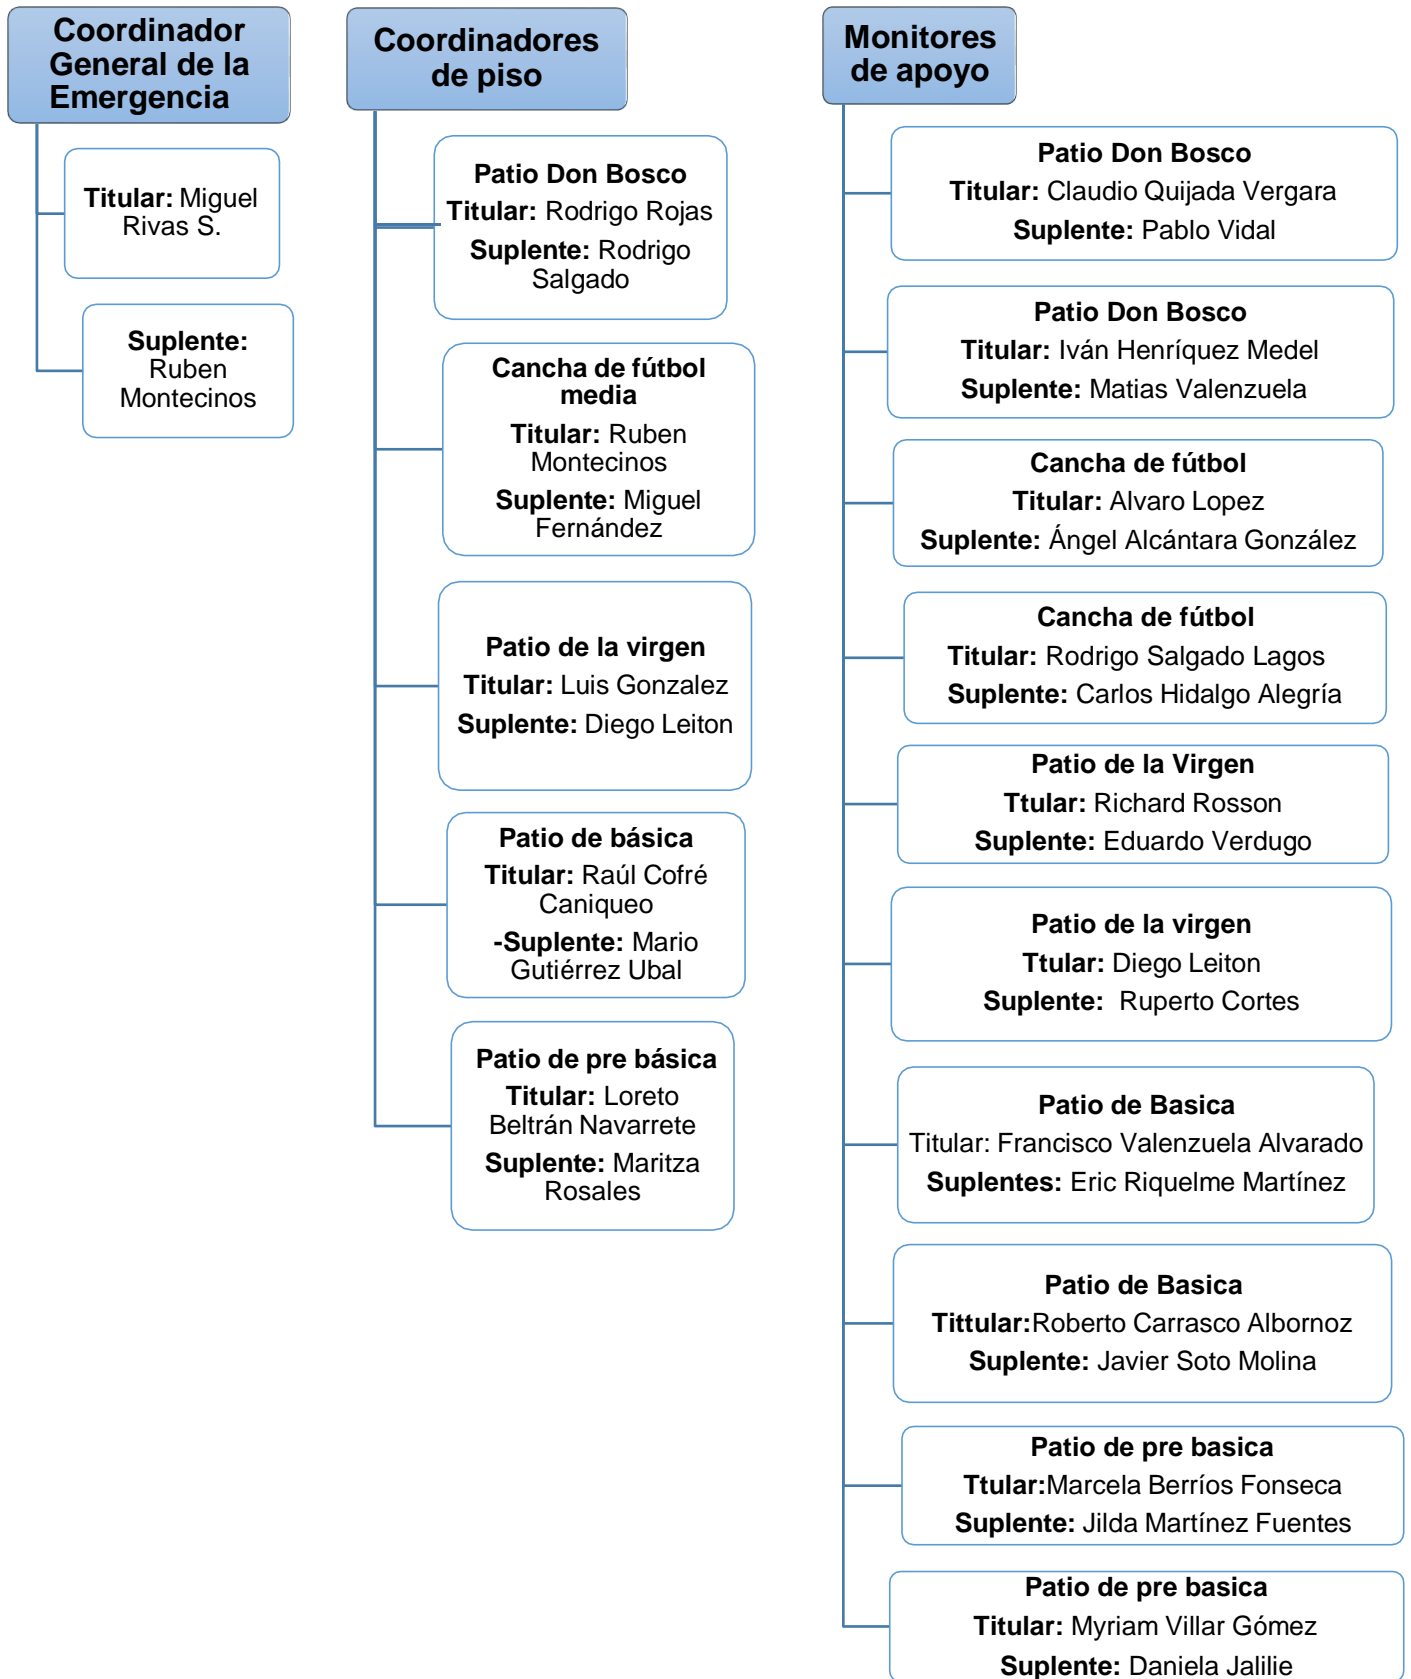 Coordinador
General de la
Emergencia
Titular: Miguel
Rivas S.
Suplente:
Ruben
Montecinos
Coordinadores
de piso
Patio Don Bosco
Titular: Rodrigo Rojas
Suplente: Rodrigo
Salgado
Cancha de fútbol
media
Titular: Ruben
Montecinos
Suplente: Miguel
Fernández
Patio de la virgen
Titular: Luis Gonzalez
Suplente: Diego Leiton
Patio de básica
Titular: Raúl Cofré
Caniqueo
-Suplente: Mario
Gutiérrez Ubal
Patio de pre básica
Titular: Loreto
Beltrán Navarrete
Suplente: Maritza
Rosales
Monitores
de apoyo
Patio Don Bosco
Titular: Claudio Quijada Vergara
Suplente: Pablo Vidal
Patio Don Bosco
Titular: Iván Henríquez Medel
Suplente: Matias Valenzuela
Cancha de fútbol
Titular: Alvaro Lopez
Suplente: Ángel Alcántara González
Cancha de fútbol
Titular: Rodrigo Salgado Lagos
Suplente: Carlos Hidalgo Alegría
Patio de la Virgen
Ttular: Richard Rosson
Suplente: Eduardo Verdugo
Patio de la virgen
Ttular: Diego Leiton
Suplente: Ruperto Cortes
Patio de Basica
Titular: Francisco Valenzuela Alvarado
Suplentes: Eric Riquelme Martínez
Patio de Basica
Tittular:Roberto Carrasco Albornoz
Suplente: Javier Soto Molina
Patio de pre basica
Ttular:Marcela Berríos Fonseca
Suplente: Jilda Martínez Fuentes
Patio de pre basica
Titular: Myriam Villar Gómez
Suplente: Daniela Jalilie